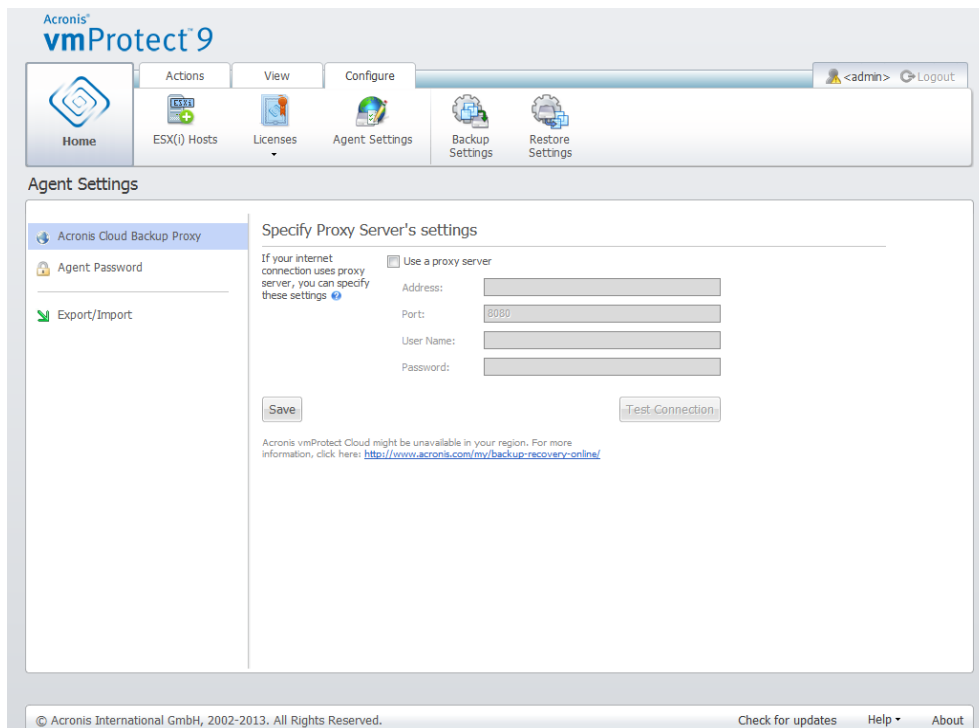 Acronis®
vmProtect™9
Actions
View
Configure
<admin>
Logout
Home
ESX(i) Hosts
Licenses
Agent Settings
Backup
Settings
Restore
Settings
Agent Settings
Acronis Cloud Backup Proxy
Agent Password
Export/Import
Specify Proxy Server's settings
If your internet
connection uses proxy
server, you can specify
these settings
Use a proxy server
Address:
Port:
8080
User Name:
Password:
Save
Test Connection
Acronis vmProtect Cloud might be unavailable in your region. For more
information, click here: http://www.acronis.com/my/backup-recovery-online/
© Acronis International GmbH, 2002-2013. All Rights Reserved.
Check for updates
Help
About